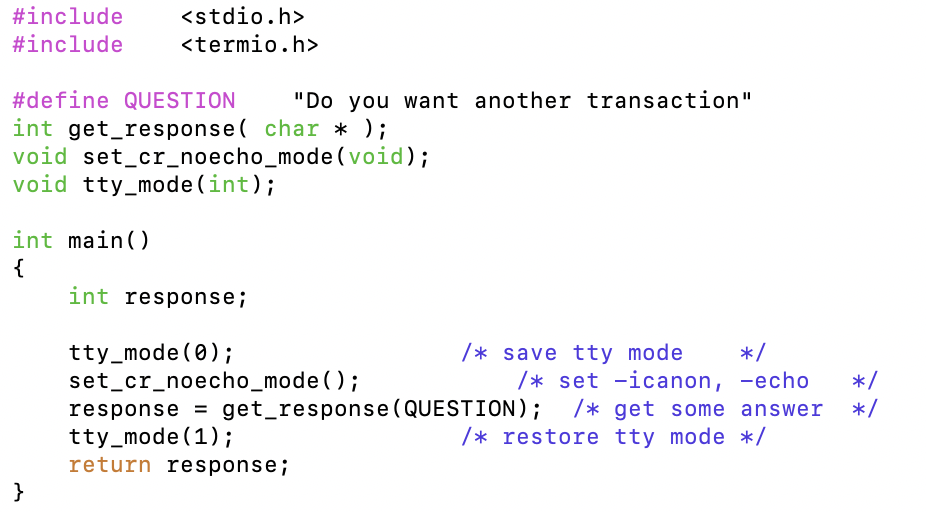 #include    <stdio.h>
#include    <termio.h>

#define QUESTION    "Do you want another transaction"
int get_response( char * );
void set_cr_noecho_mode(void);
void tty_mode(int);

int main()
{
    int response;

    tty_mode(0);                /* save tty mode    */
    set_cr_noecho_mode();           /* set -icanon, -echo   */
    response = get_response(QUESTION);  /* get some answer  */
    tty_mode(1);                /* restore tty mode */
    return response;
}